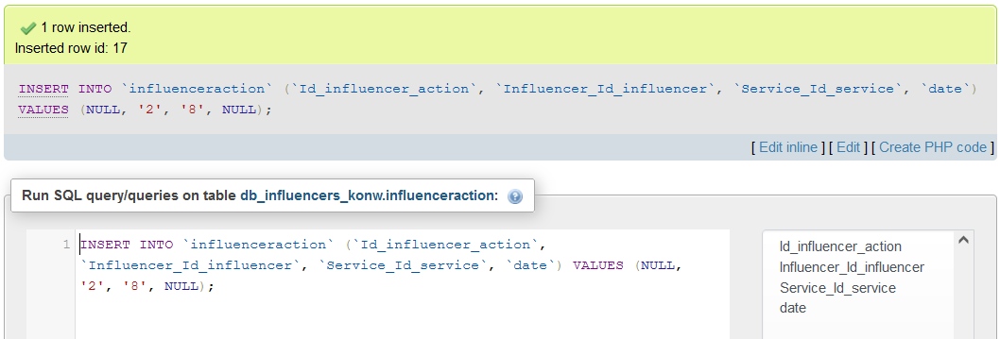 1 row inserted.
Inserted row id: 17
INSERT INTO `influenceraction` (`Id_influencer_action`, `Influencer_Id_influencer`, `Service_Id_service`, `date`)
VALUES (NULL, '2', '8', NULL);
[ Edit inline ] [ Edit ] [ Create PHP code ]
Run SQL query/queries on table db_influencers_konw.influenceraction:
1 INSERT INTO `influenceraction` (`Id_influencer_action`,
`Influencer_Id_influencer`, `Service_Id_service`, `date`) VALUES (NULL,
'2', '8', NULL);
Id_influencer_action
Influencer_Id_influencer
Service_Id_service
date